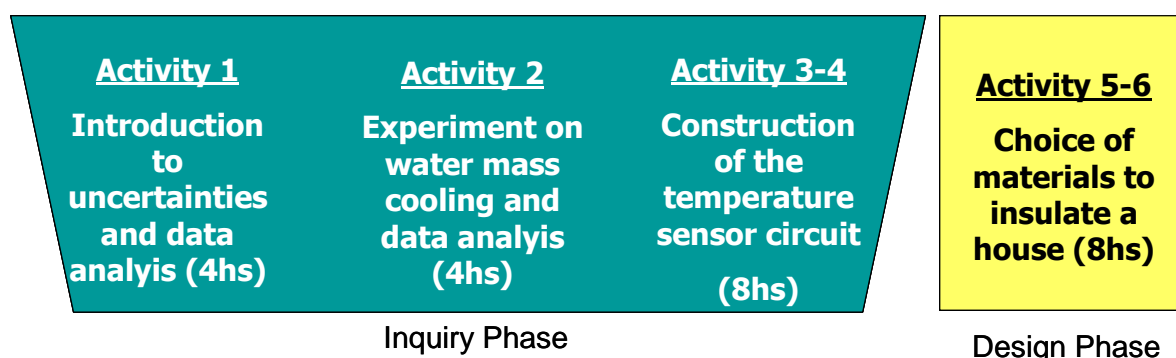 Activity 1
Introduction
to
uncertainties
and data
analyis (4hs)
Activity 2
Experiment on
water mass
cooling and
data analyis
(4hs)
Activity 3-4
Construction
of the
temperature
sensor circuit
(8hs)
Inquiry Phase
Activity 5-6
Choice of
materials to
insulate a
house (8hs)
Design Phase